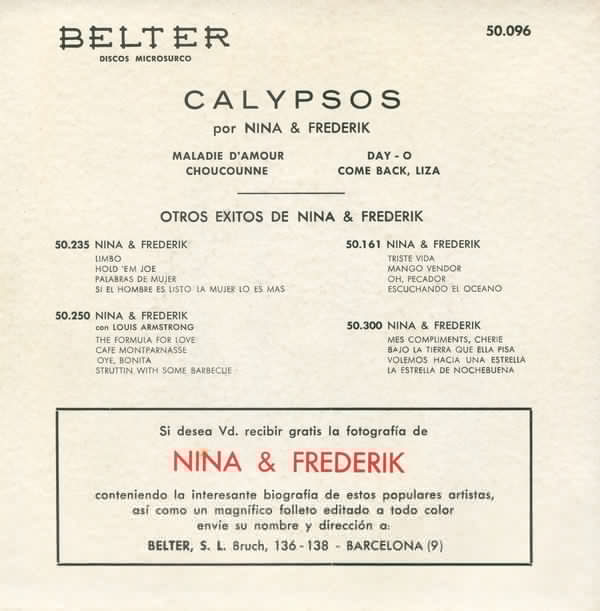 BELTER
DISCOS MICROSURCO
50.096
CALYPSOS
por NINA & FREDERIK
MALADIE D'AMOUR
CHOUCOUNNE
DAY - O
COME BACK, LIZA
OTROS EXITOS DE NINA & FREDERIK
50.235 NINA & FREDERIK
LIMBO
HOLD 'EM JOE
PALABRAS DE MUJER
SI EL HOMBRE ES LISTO LA MUJER LO ES MAS
50.161 NINA & FREDERIK
TRISTE VIDA
MANGO VENDOR
OH, PECADOR
ESCUCHANDO EL OCEANO
50.250 NINA & FREDERIK
con LOUIS ARMSTRONG
THE FORMULA FOR LOVE
CAFE MONTPARNASSE
OYE, BONITA
STRUTTIN WITH SOME BARBECUE
50.300 NINA & FREDERIK
MES COMPLIMENTS, CHERIE
BAJO LA TIERRA QUE ELLA PISA
VOLEMOS HACIA UNA ESTRELLA
LA ESTRELLA DE NOCHEBUENA
Si desea Vd. recibir gratis la fotografía de
NINA & FREDERIK
conteniendo la interesante biografia de estos populares artistas,
así como un magnífico folleto editado a todo color
envíe su nombre y dirección a:
BELTER, S. L. Bruch, 136-138 - BARCELONA (9)